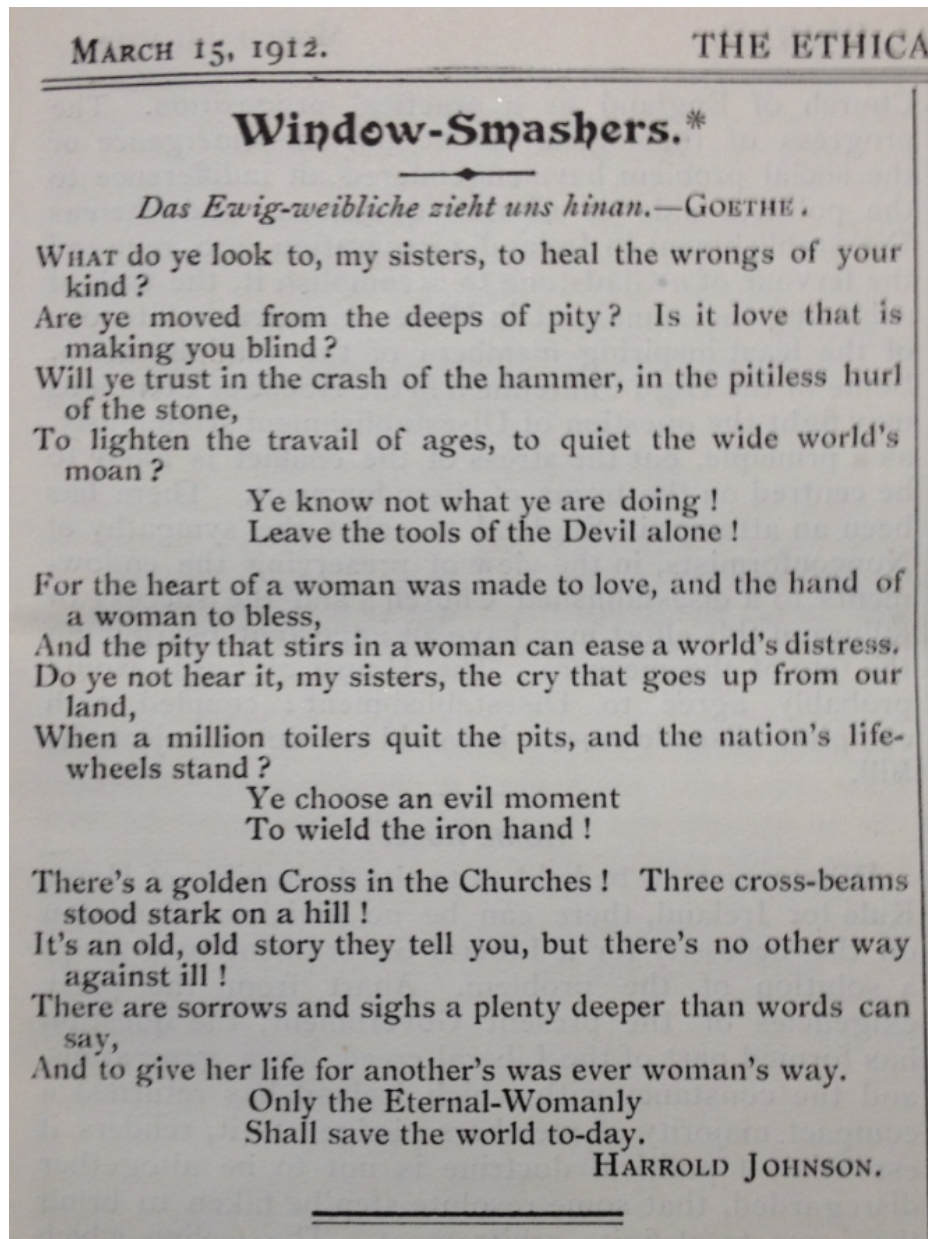 MARCH 15, 1912.
THE ETHICA
Window-Smashers.*
Das Ewig-weibliche zieht uns hinan.—GOETHE.
WHAT do ye look to, my sisters, to heal the wrongs of your
kind?
Are ye moved from the deeps of pity? Is it love that is
making you blind?
Will ye trust in the crash of the hammer, in the pitiless hurl
of the stone,
To lighten the travail of ages, to quiet the wide world's
moan?
Ye know not what ye are doing!
Leave the tools of the Devil alone!
For the heart of a woman was made to love, and the hand of
a woman to bless,
And the pity that stirs in a woman can ease a world's distress.
Do ye not hear it, my sisters, the cry that goes up from our
land,
When a million toilers quit the pits, and the nation's life-
wheels stand?
Ye choose an evil moment
To wield the iron hand!
There's a golden Cross in the Churches! Three cross-beams
stood stark on a hill!
It's an old, old story they tell you, but there's no other way
against ill!
There are sorrows and sighs a plenty deeper than words can
say,
And to give her life for another's was ever woman's way.
Only the Eternal-Womanly
Shall save the world to-day.
HARROLD JOHNSON.